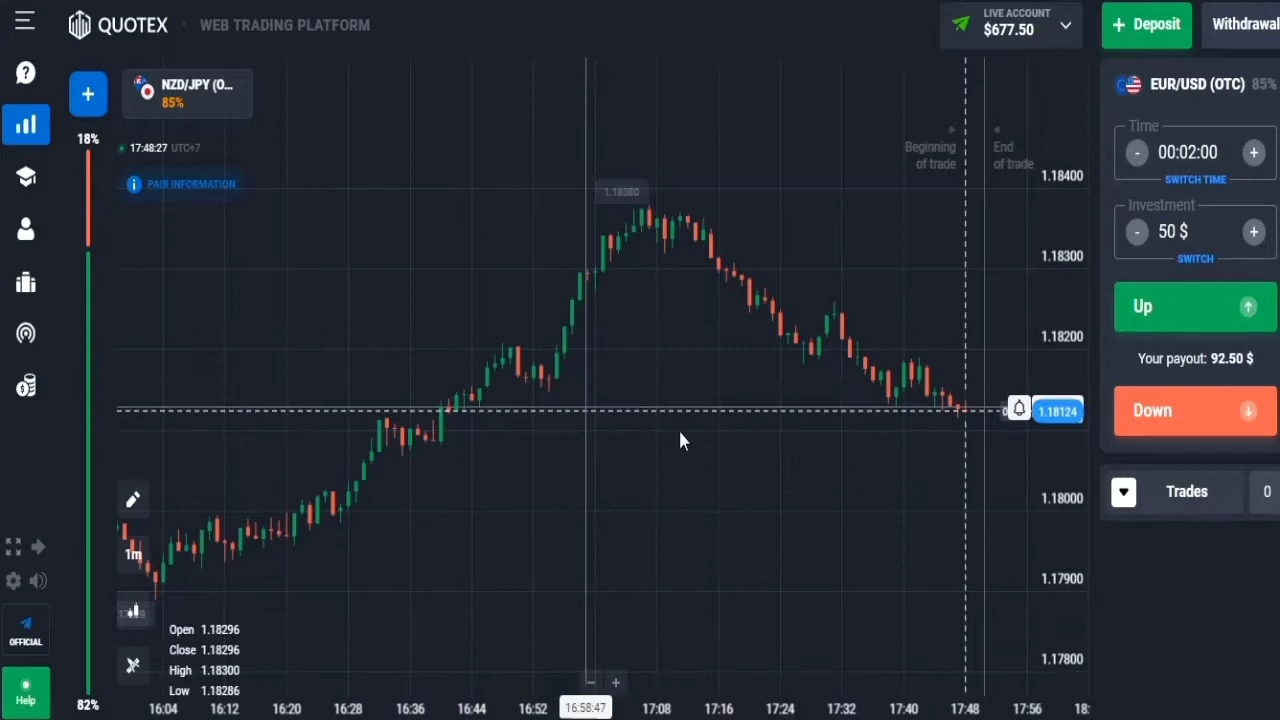 QUOTEX
WEB TRADING PLATFORM
LIVE ACCOUNT
$677.50
+ Deposit
Withdrawal
+
NZD/JPY (O...
85%
EUR/USD (OTC) 85%
18%
17:48:27 UTC+7
PAIR INFORMATION
Beginning
of trade
End
of trade
Time
- 00:02:00 +
SWITCH TIME
Investment
- 50 $ +
SWITCH
Up
Your payout: 92.50 $
Down
Trades
0
1.18380
1.18400
1.18300
1.18200
1.18124
1.18000
1.17900
1.17800
1m
Open 1.18296
Close 1.18296
High 1.18300
Low 1.18286
- +
82%
16:04 16:12 16:20 16:28 16:36 16:44 16:52 16:58:47 17:08 17:16 17:24 17:32 17:40 17:48 17:56 18:
OFFICIAL
Help